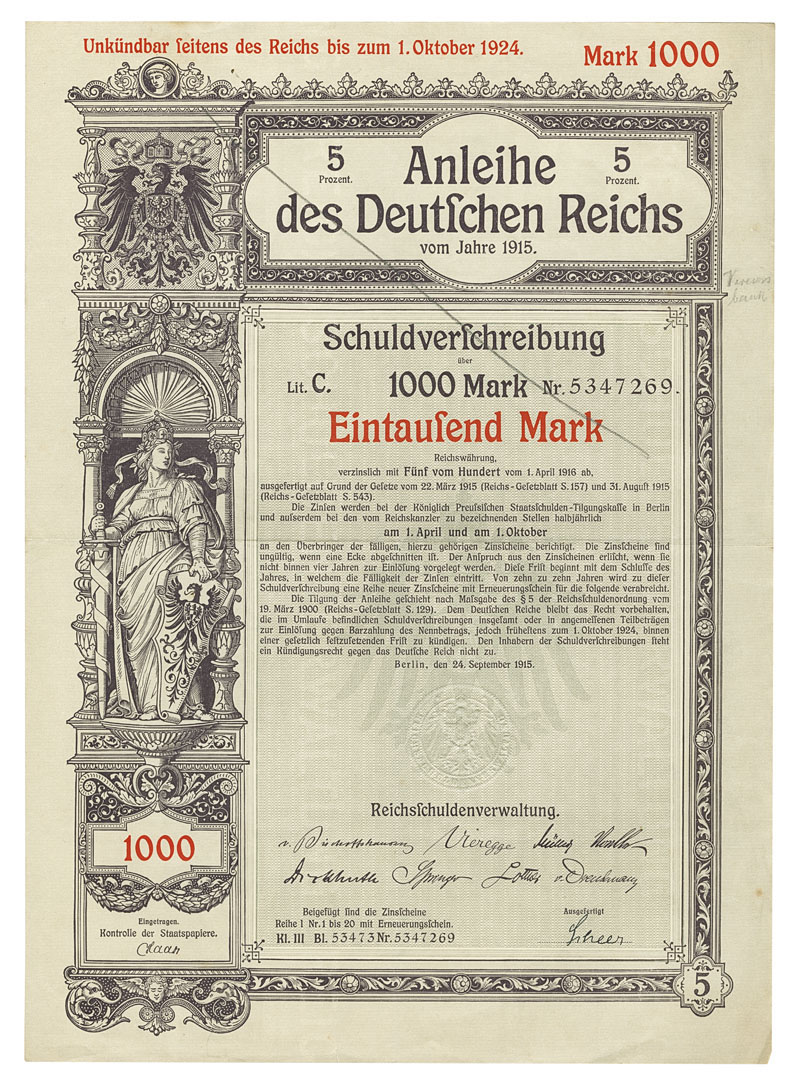 Unkündbar ſeitens des Reichs bis zum 1. Oktober 1924.
Mark 1000
5
Prozent.
Anleihe
5
Prozent.
des Deutſchen Reichs
vom Jahre 1915.
Schuldverſchreibung
über
Lit. C. 1000 Mark Nr. 5347269.
Eintauſend Mark
Reichswährung,
verzinslich mit Fünf vom Hundert vom 1. April 1916 ab,
ausgefertigt auf Grund der Geſetze vom 22. März 1915 (Reichs-Geſetzblatt S. 157) und 31. Auguſt 1915
(Reichs-Geſetzblatt S. 543).
Die Zinſen werden bei der Königlich Preuſsiſchen Staatsſchulden-Tilgungskaſſe in Berlin
und auſserdem bei den vom Reichskanzler zu bezeichnenden Stellen halbjährlich
am 1. April und am 1. Oktober
an den Überbringer der fälligen, hierzu gehörigen Zinsſcheine berichtigt. Die Zinsſcheine ſind
ungültig, wenn eine Ecke abgeſchnitten iſt. Der Anſpruch aus den Zinsſcheinen erliſcht, wenn ſie
nicht binnen vier Jahren zur Einlöſung vorgelegt werden. Dieſe Friſt beginnt mit dem Schluſſe des
Jahres, in welchem die Fälligkeit der Zinſen eintritt. Von zehn zu zehn Jahren wird zu dieſer
Schuldverſchreibung eine Reihe neuer Zinsſcheine mit Erneuerungsſchein für die folgende verabreicht.
Die Tilgung der Anleihe geſchieht nach Maſsgabe des § 5 der Reichsſchuldenordnung vom
19. März 1900 (Reichs-Geſetzblatt S. 129). Dem Deutſchen Reiche bleibt das Recht vorbehalten,
die im Umlaufe befindlichen Schuldverſchreibungen insgeſamt oder in angemeſſenen Teilbeträgen
zur Einlöſung gegen Barzahlung des Nennbetrags, jedoch früheſtens zum 1. Oktober 1924, binnen
einer geſetzlich feſtzuſetzenden Friſt zu kündigen. Den Inhabern der Schuldverſchreibungen ſteht
ein Kündigungsrecht gegen das Deutſche Reich nicht zu.
Berlin, den 24. September 1915.
Reichsſchuldenverwaltung.
v. Bischoffshausen Vieregge Müller
Dickhuth Springer Lottner v. Drenkmann
1000
Eingetragen.
Kontrolle der Staatspapiere.
Haas
Beigefügt ſind die Zinsſcheine
Reihe I Nr. 1 bis 20 mit Erneuerungsſchein.
Kl. III Bl. 53473 Nr. 5347269
Ausgefertigt
Scheer
5